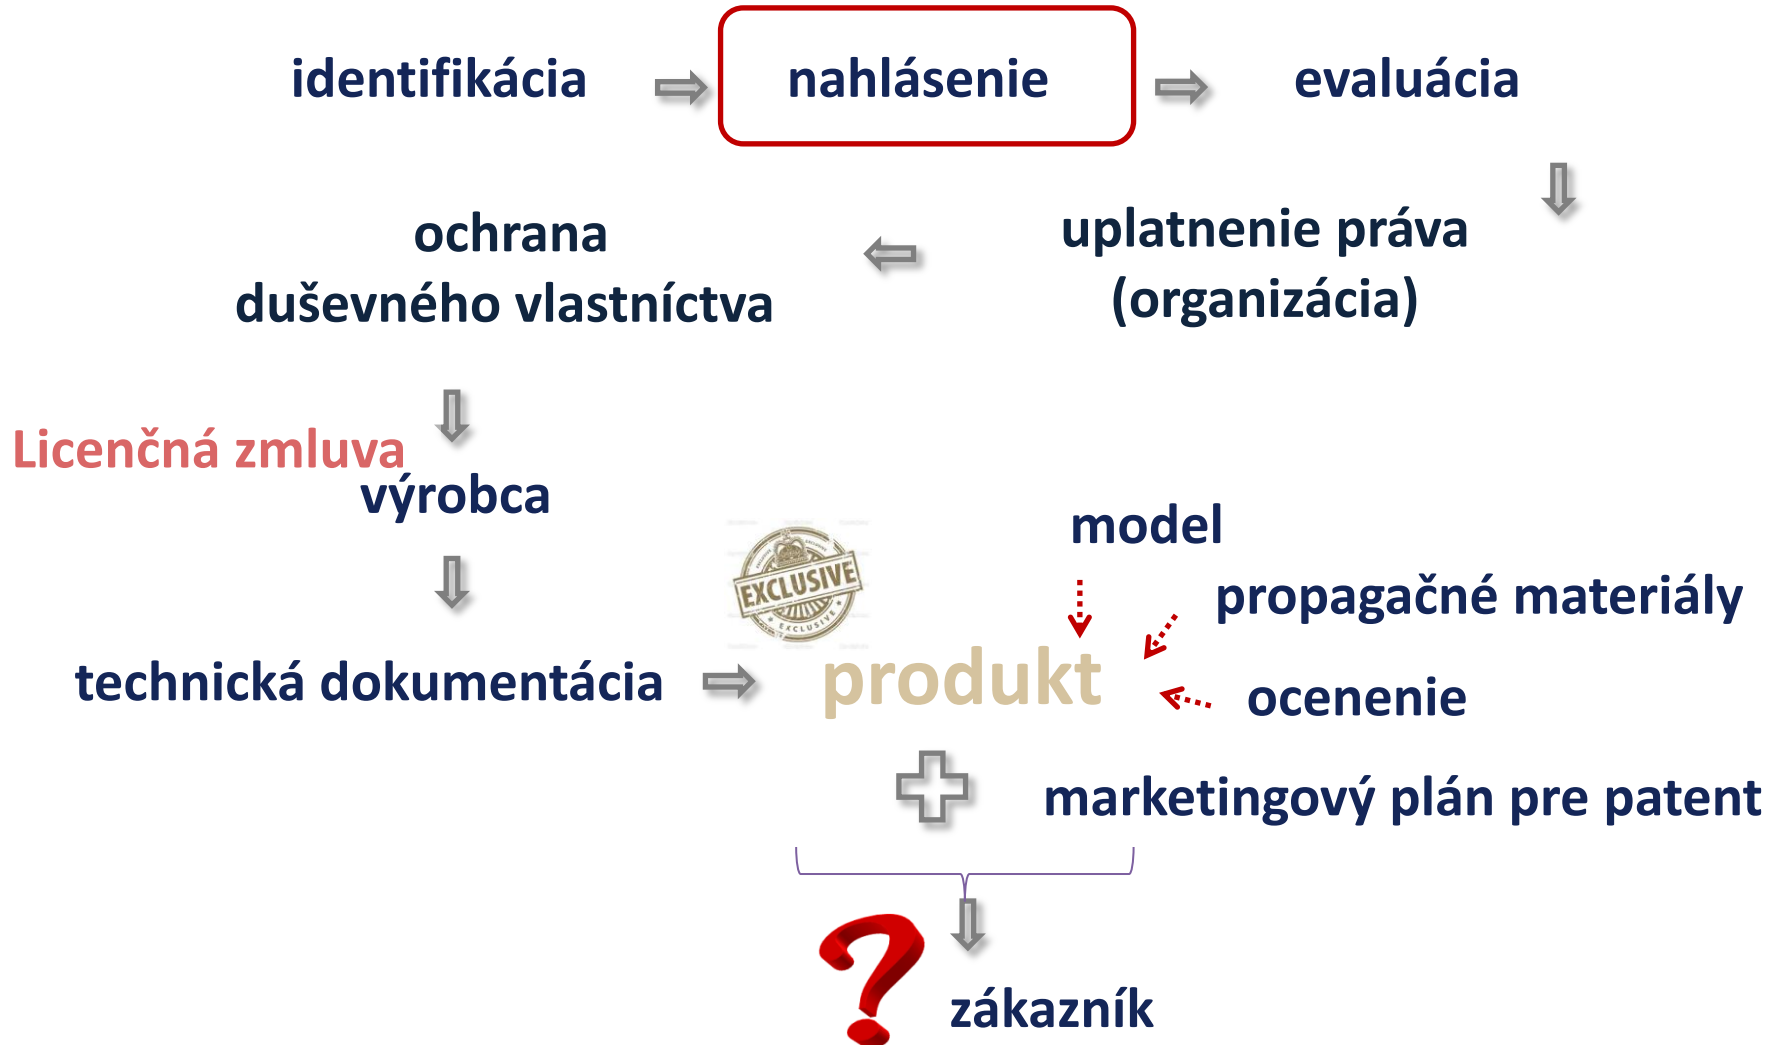 identifikácia
nahlásenie
evaluácia
uplatnenie práva
(organizácia)
ochrana
duševného vlastníctva
Licenčná zmluva
výrobca
technická dokumentácia
EXCLUSIVE
EXCLUSIVE
produkt
model
propagačné materiály
ocenenie
marketingový plán pre patent
zákazník